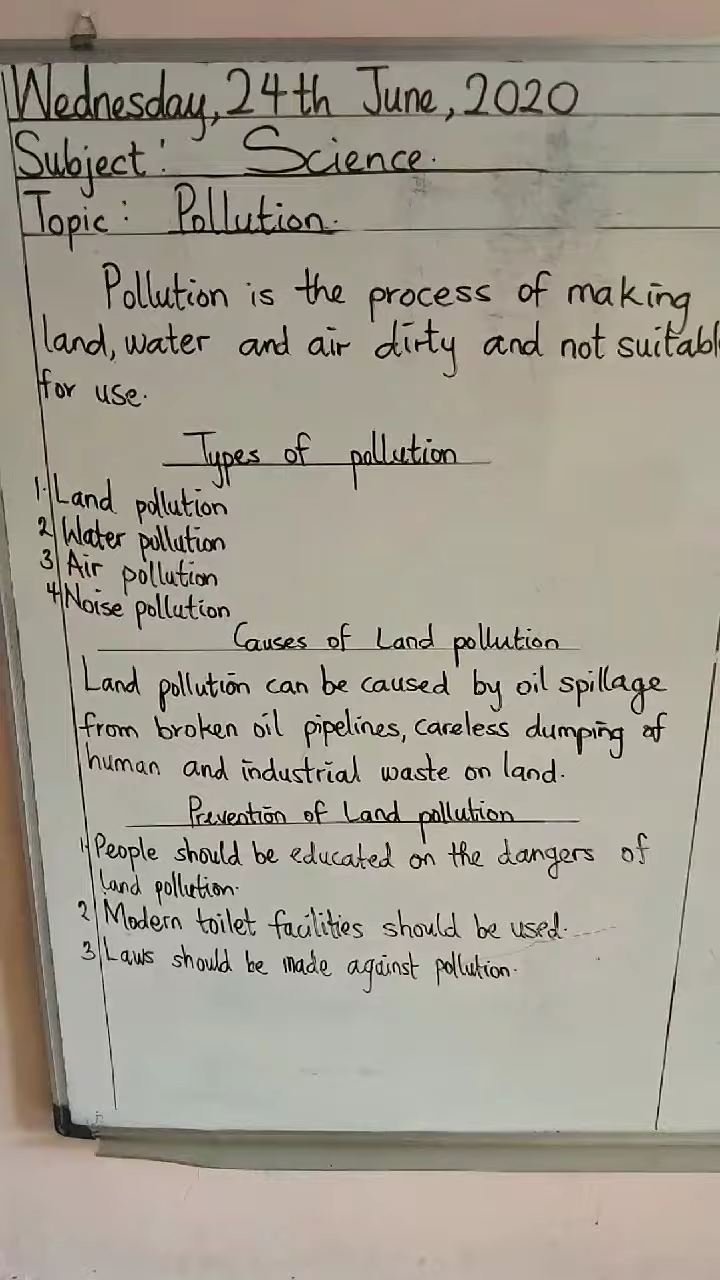 Wednesday, 24th June, 2020
Subject: Science.
Topic: Pollution.
Pollution is the process of making
land, water and air dirty and not suitabl
for use.
Types of pollution
1. Land pollution
2 Water pollution
3 Air pollution
4 Noise pollution
Causes of Land pollution
Land pollution can be caused by oil spillage
from broken oil pipelines, careless dumping of
human and industrial waste on land.
Prevention of Land pollution
1 People should be educated on the dangers of
land pollution.
2 Modern toilet facilities should be used.
3 Laws should be made against pollution.